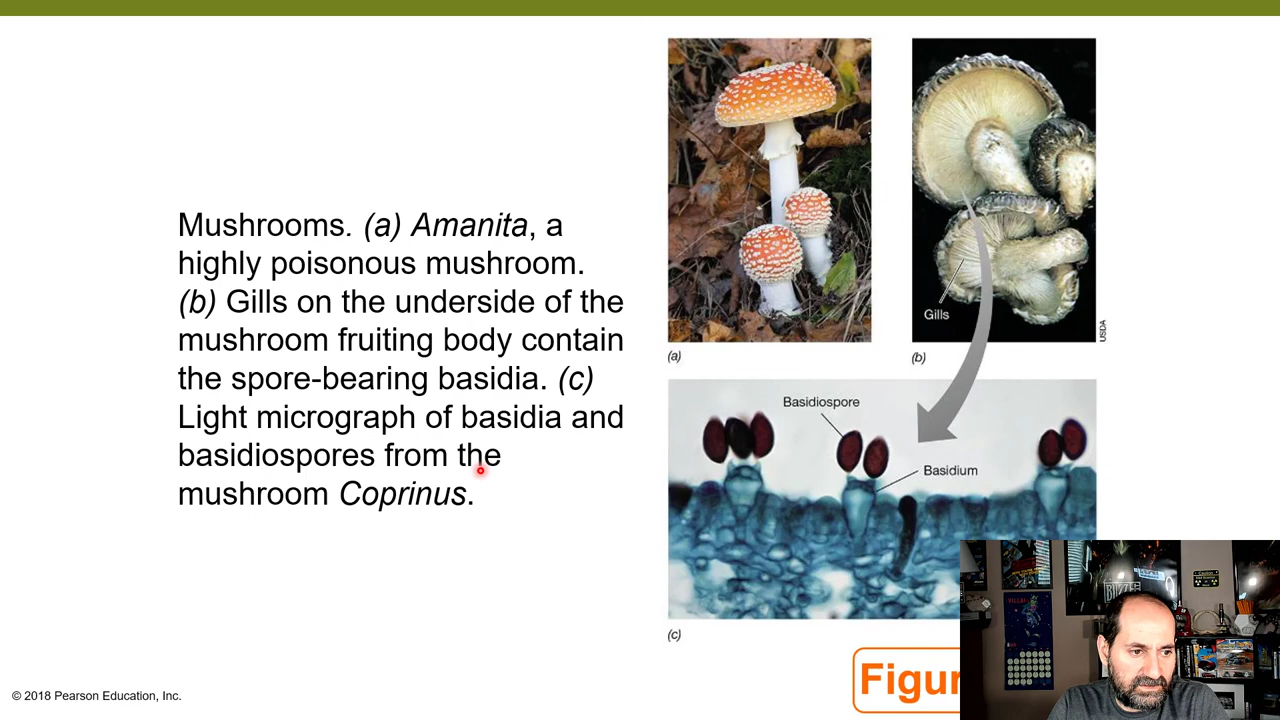 Mushrooms. (a) Amanita, a
highly poisonous mushroom.
(b) Gills on the underside of the
mushroom fruiting body contain
the spore-bearing basidia. (c)
Light micrograph of basidia and
basidiospores from the
mushroom Coprinus.
Gills
USDA
(a)
(b)
Basidiospore
Basidium
(c)
© 2018 Pearson Education, Inc.